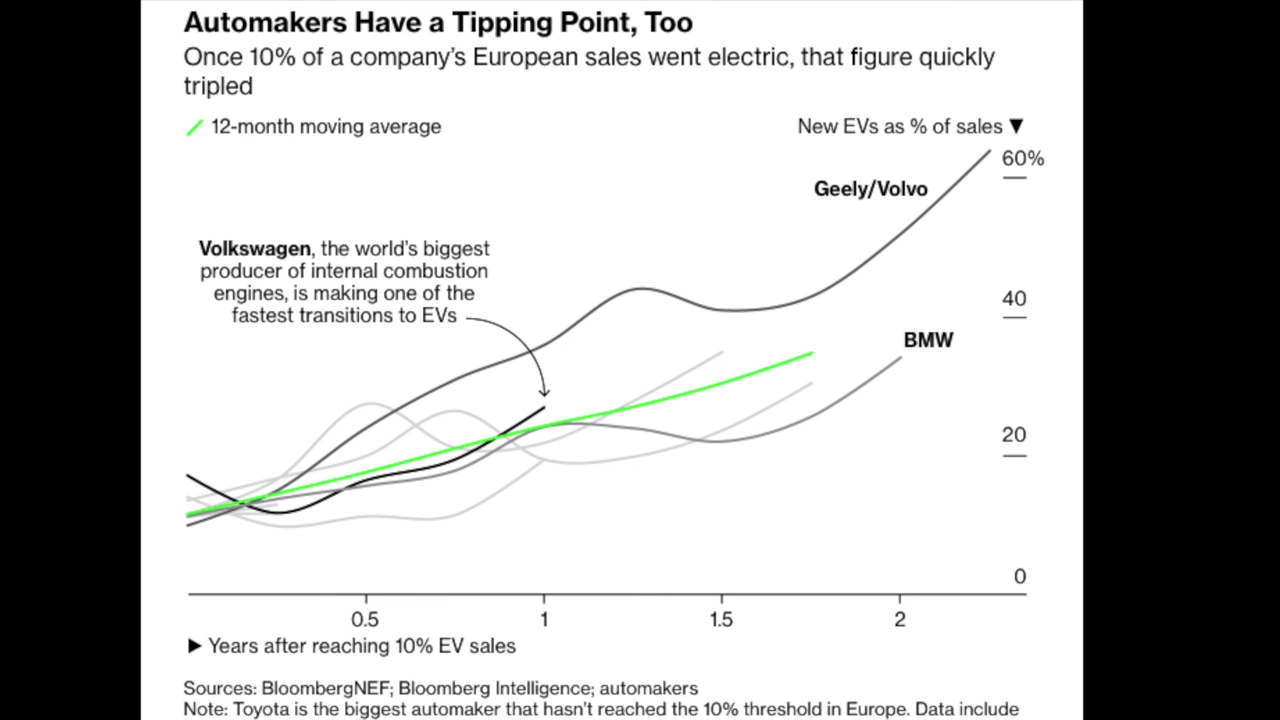 Automakers Have a Tipping Point, Too
Once 10% of a company's European sales went electric, that figure quickly
tripled
12-month moving average
New EVs as % of sales ▼
60%
Geely/Volvo
Volkswagen, the world's biggest
producer of internal combustion
engines, is making one of the
fastest transitions to EVs
40
BMW
20
0
0.5 1 1.5 2
▶ Years after reaching 10% EV sales
Sources: BloombergNEF; Bloomberg Intelligence; automakers
Note: Toyota is the biggest automaker that hasn't reached the 10% threshold in Europe. Data include